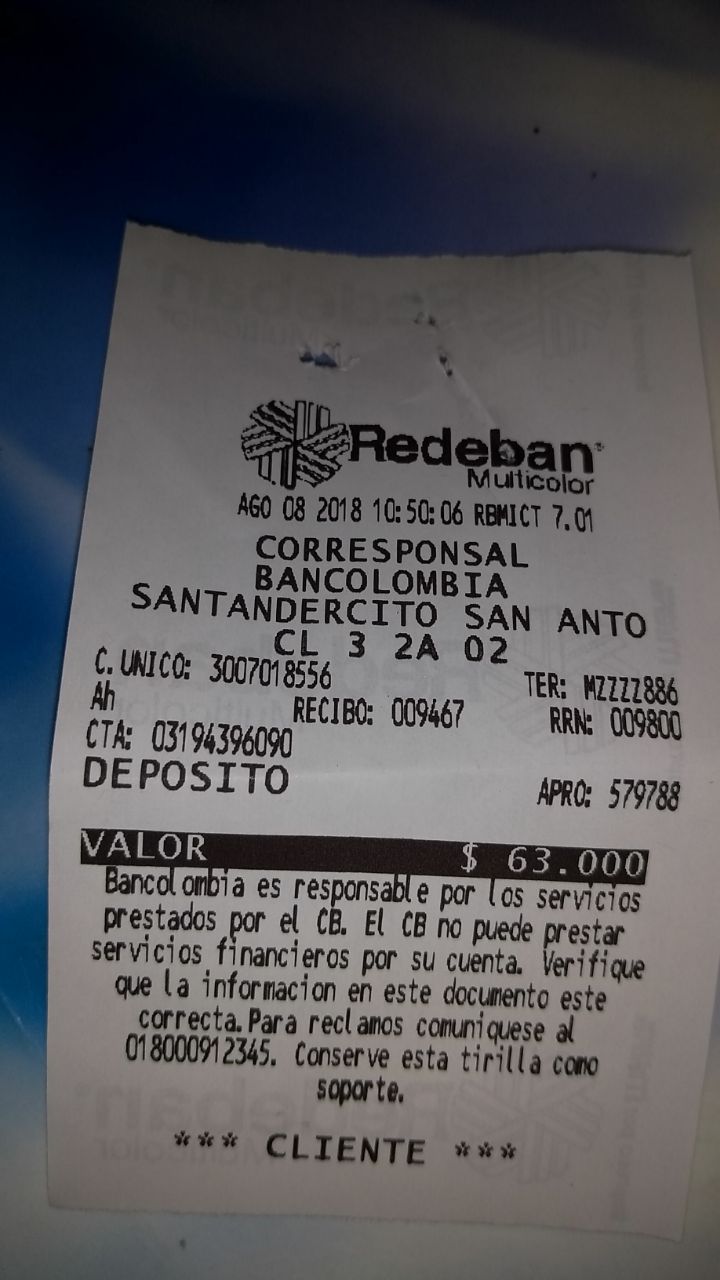 Redeban
Multicolor
AGO 08 2018 10:50:06 RBMICT 7.01
CORRESPONSAL
BANCOLOMBIA
SANTANDERCITO SAN ANTO
CL 3 2A 02
C. UNICO: 3007018556 TER: MZZZZ886
Ah RECIBO: 009467 RRN: 009800
CTA: 03194396090
DEPOSITO APRO: 579788
VALOR $ 63.000
Bancolombia es responsable por los servicios
prestados por el CB. El CB no puede prestar
servicios financieros por su cuenta. Verifique
que la informacion en este documento este
correcta. Para reclamos comuniquese al
018000912345. Conserve esta tirilla como
soporte.
*** CLIENTE ***